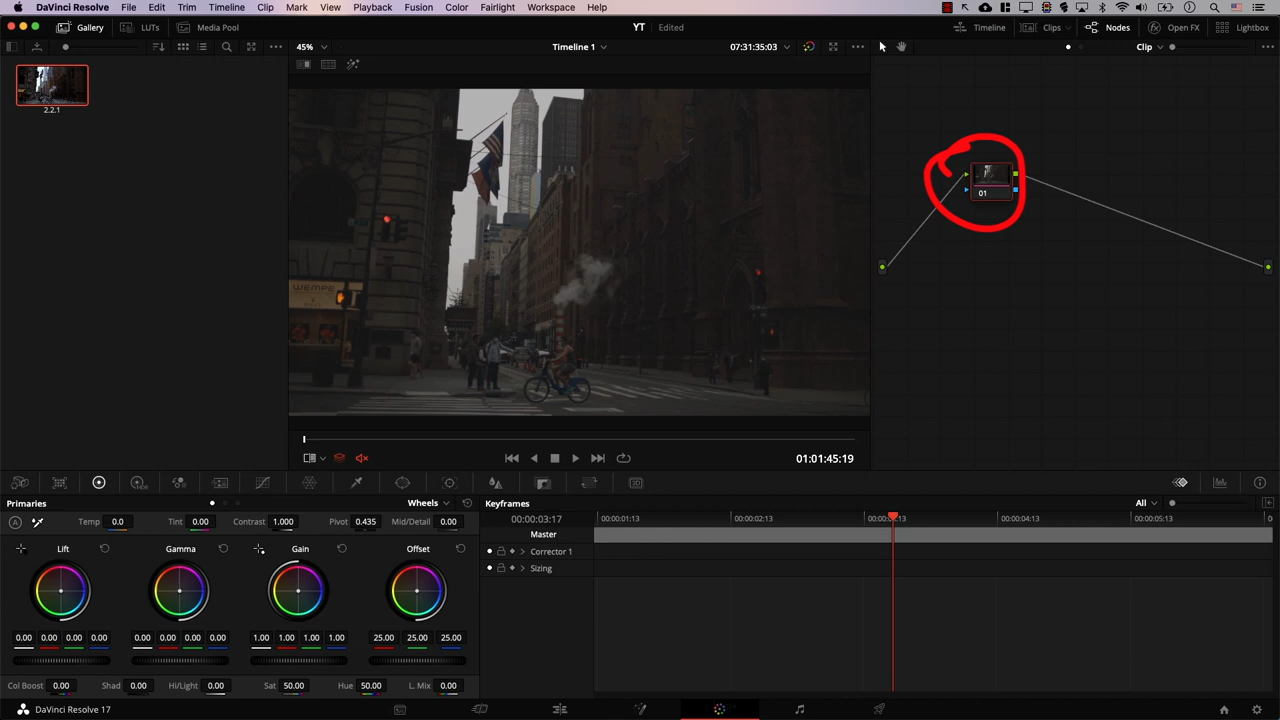 DaVinci Resolve File Edit Trim Timeline Clip Mark View Playback Fusion Color Fairlight Workspace Help
Gallery LUTs Media Pool YT Edited Timeline Clips Nodes Open FX Lightbox
45% Timeline 1 07:31:35:03 Clip
2.2.1
WEMPE
01
01:01:45:19
Primaries Wheels Keyframes All
A Temp 0.0 Tint 0.00 Contrast 1.000 Pivot 0.435 Mid/Detail 0.00 00:00:03:17 00:00:01:13 00:00:02:13 00:00:04:13 00:00:05:13
Master
Lift Gamma Gain Offset Corrector 1
Sizing
0.00 0.00 0.00 0.00 0.00 0.00 0.00 0.00 1.00 1.00 1.00 1.00 25.00 25.00 25.00
Col Boost 0.00 Shad 0.00 Hi/Light 0.00 Sat 50.00 Hue 50.00 L. Mix 0.00
DaVinci Resolve 17